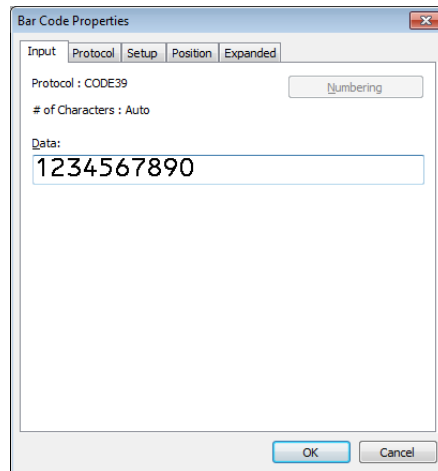 Bar Code Properties
Input Protocol Setup Position Expanded
Protocol : CODE39
Numbering
# of Characters : Auto
Data:
1234567890
OK Cancel